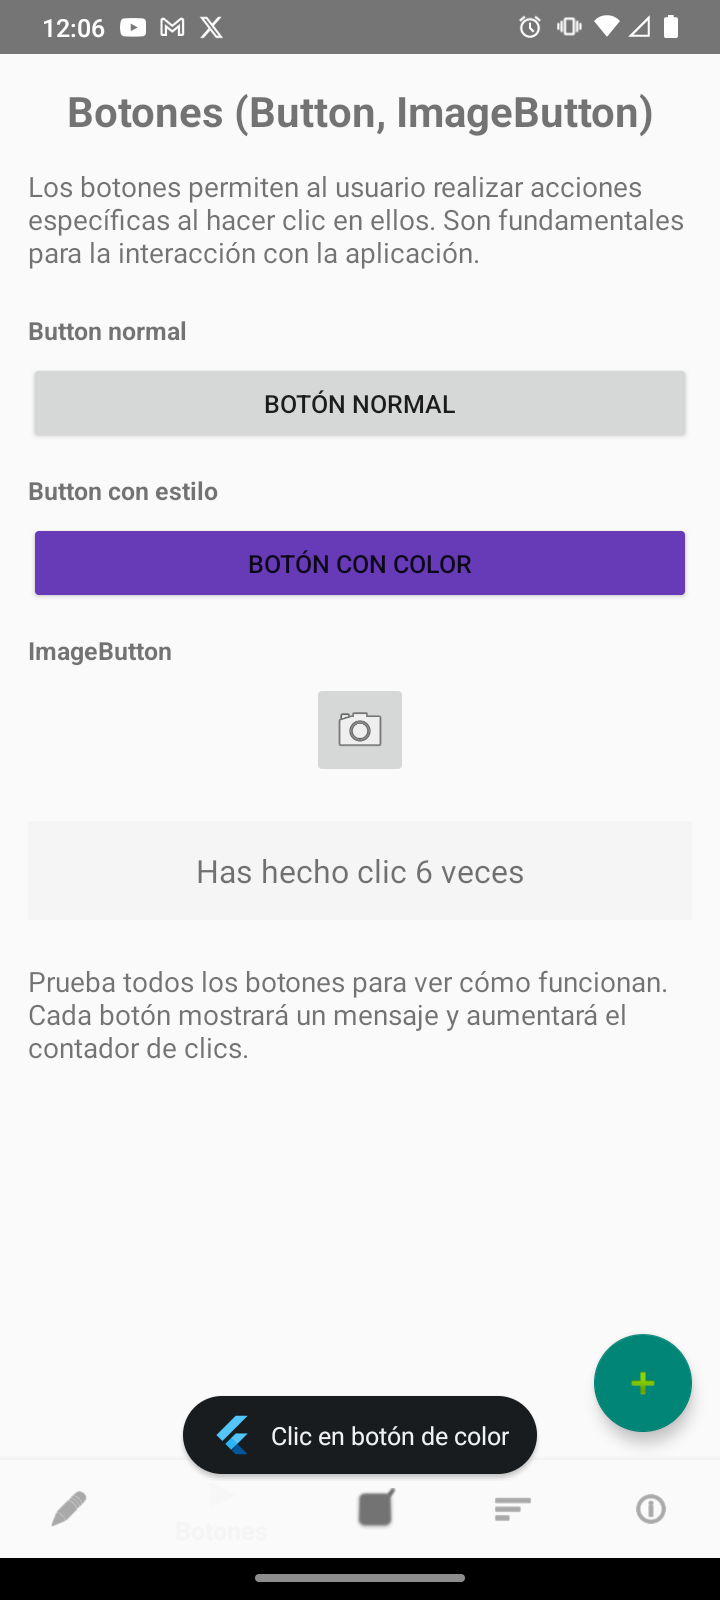 12:06
Botones (Button, ImageButton)
Los botones permiten al usuario realizar acciones
específicas al hacer clic en ellos. Son fundamentales
para la interacción con la aplicación.
Button normal
BOTÓN NORMAL
Button con estilo
BOTÓN CON COLOR
ImageButton
Has hecho clic 6 veces
Prueba todos los botones para ver cómo funcionan.
Cada botón mostrará un mensaje y aumentará el
contador de clics.
+
Clic en botón de color
Botones